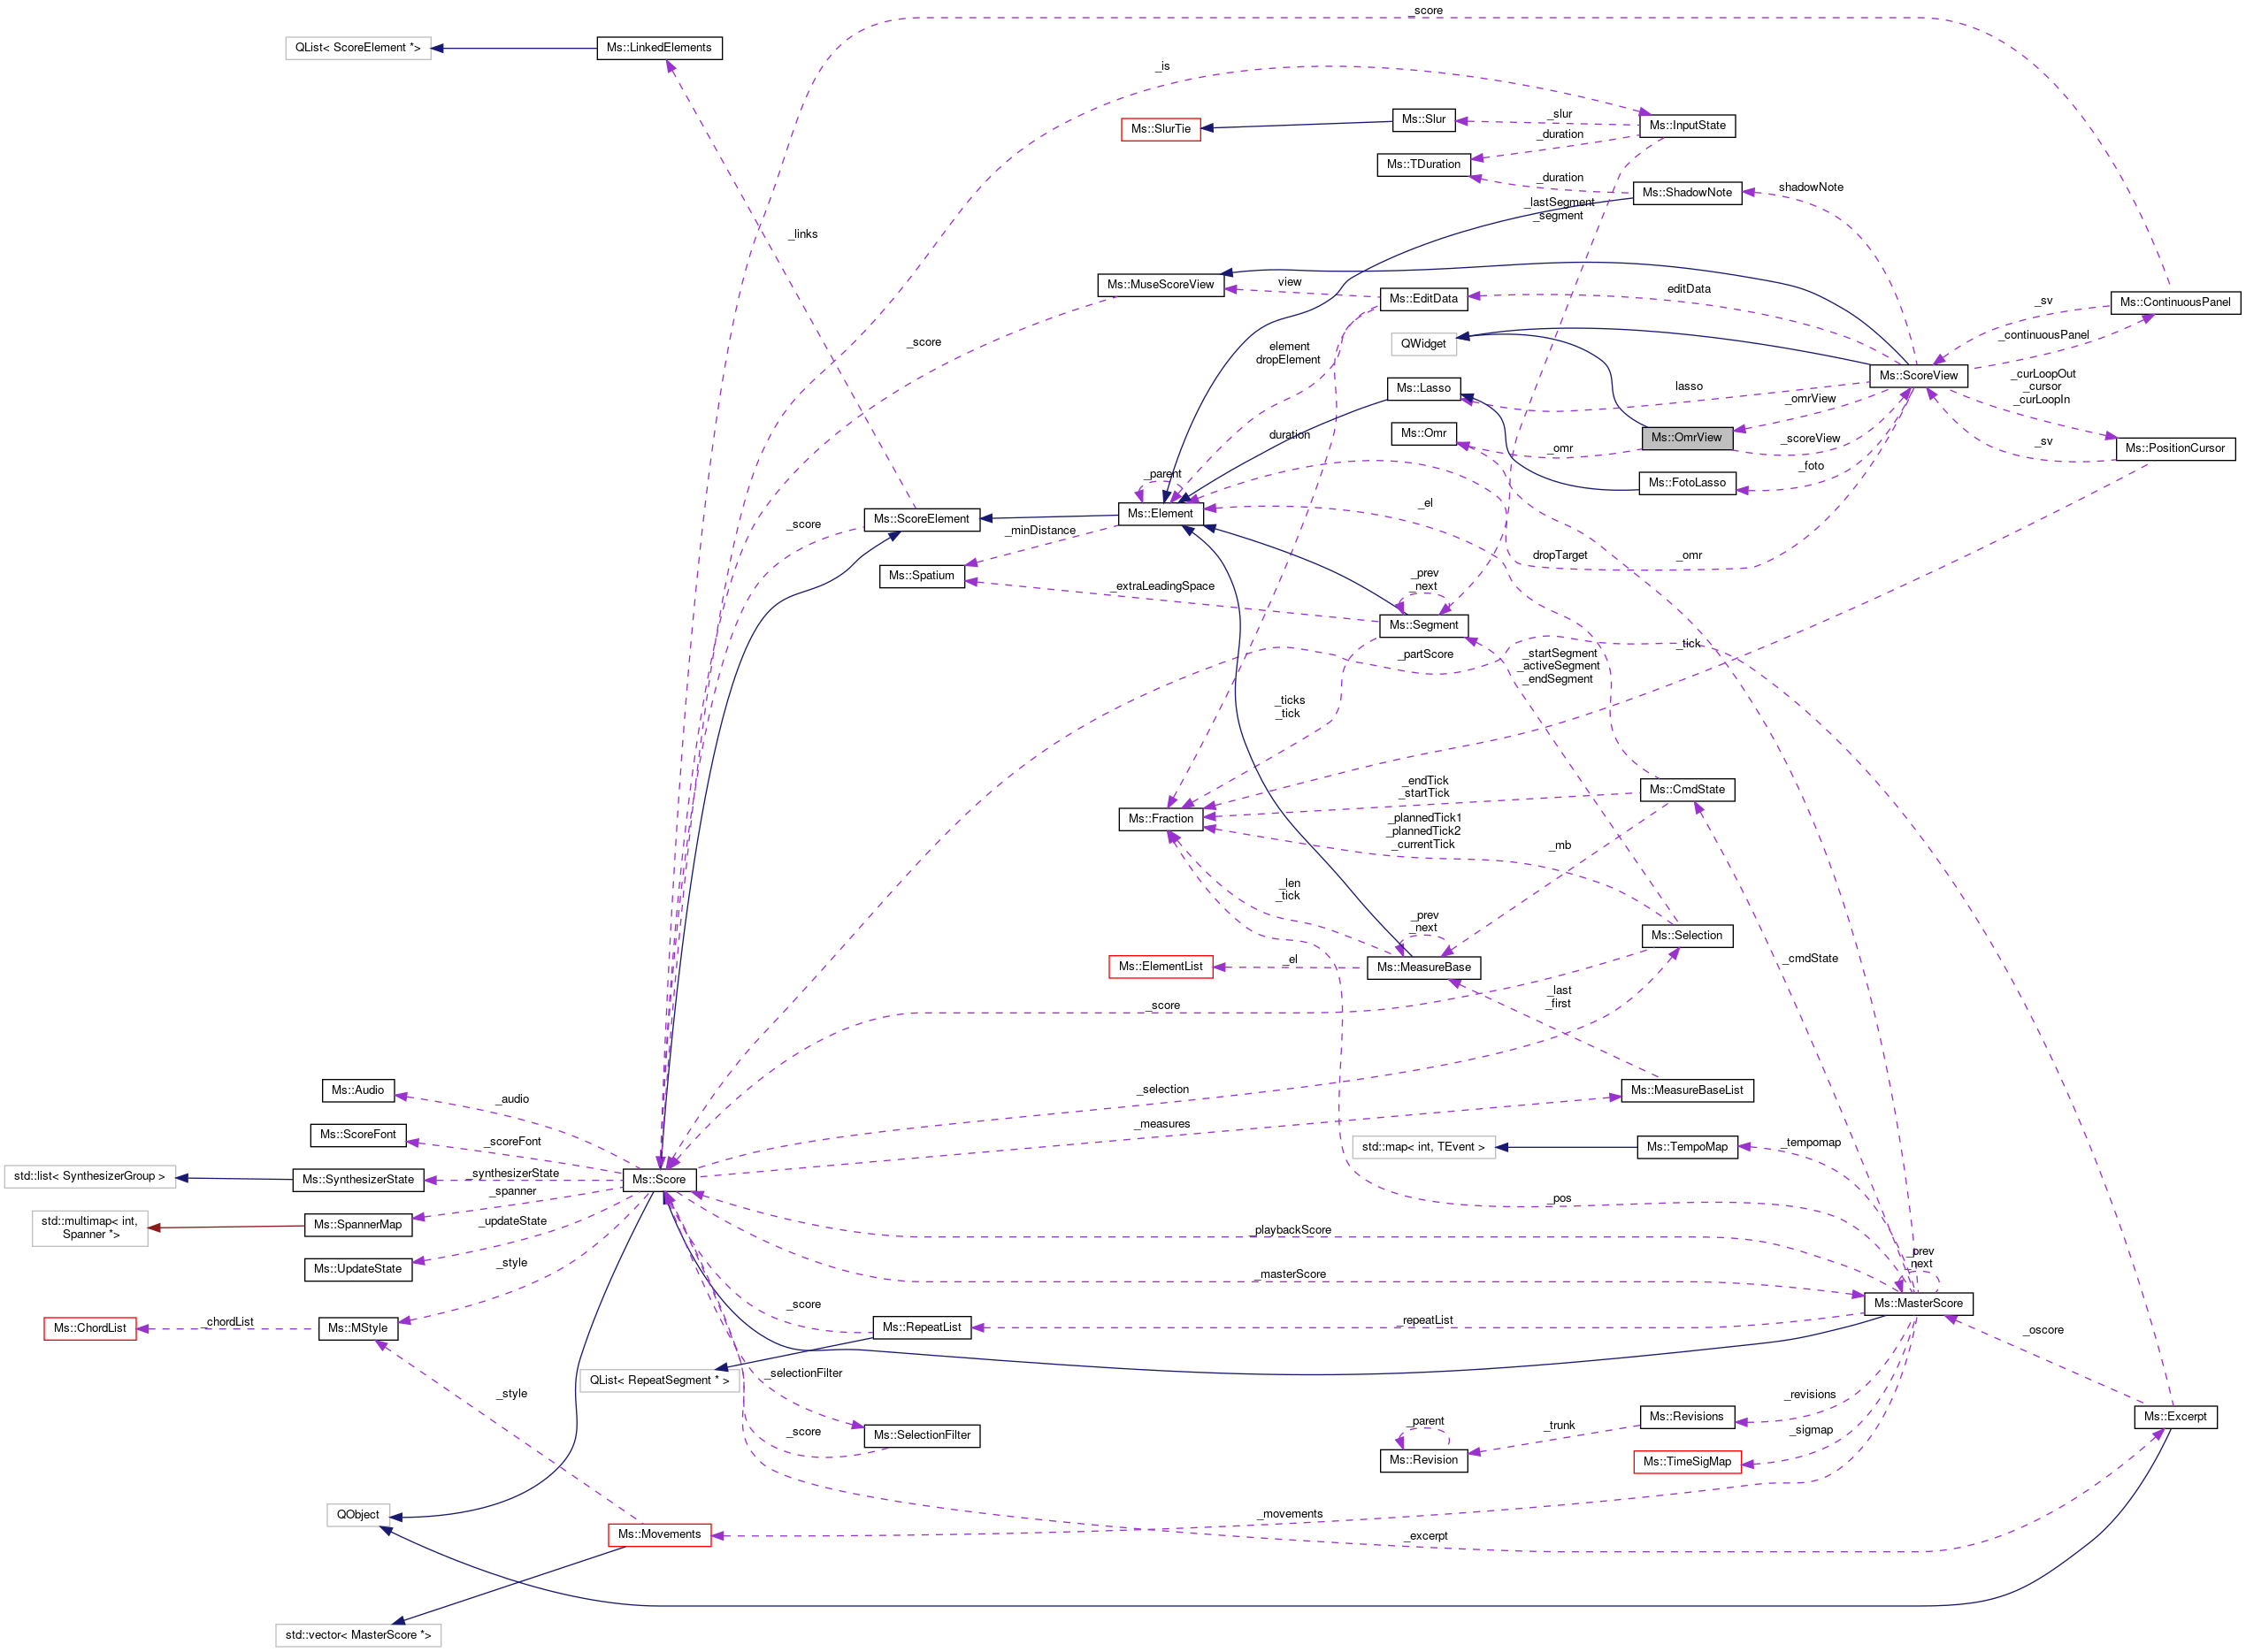 _score
QList< ScoreElement *>
Ms::LinkedElements
_is
Ms::SlurTie
Ms::Slur
_slur
Ms::InputState
_duration
Ms::TDuration
_duration
Ms::ShadowNote
shadowNote
_lastSegment
_segment
_links
Ms::MuseScoreView
view
Ms::EditData
editData
_sv
Ms::ContinuousPanel
_continuousPanel
_score
element
dropElement
QWidget
Ms::ScoreView
Ms::Lasso
lasso
_curLoopOut
_cursor
_curLoopIn
_omrView
duration
Ms::Omr
_omr
Ms::OmrView
_scoreView
_sv
Ms::PositionCursor
_parent
_foto
Ms::FotoLasso
Ms::ScoreElement
_score
Ms::Element
_el
_minDistance
dropTarget
_omr
Ms::Spatium
_extraLeadingSpace
_prev
_next
Ms::Segment
_partScore
_startSegment
_activeSegment
_endSegment
_tick
_ticks
_tick
_endTick
_startTick
Ms::CmdState
Ms::Fraction
_plannedTick1
_plannedTick2
_currentTick
_mb
_len
_tick
_prev
_next
Ms::Selection
Ms::ElementList
_el
Ms::MeasureBase
_cmdState
_score
_last
_first
Ms::Audio
_audio
_selection
Ms::MeasureBaseList
Ms::ScoreFont
_scoreFont
_measures
std::map< int, TEvent >
Ms::TempoMap
_tempomap
std::list< SynthesizerGroup >
Ms::SynthesizerState
_synthesizerState
Ms::Score
_spanner
_pos
std::multimap< int,
Spanner *>
Ms::SpannerMap
_updateState
_playbackScore
Ms::UpdateState
_style
_masterScore
_prev
_next
Ms::MasterScore
Ms::ChordList
_chordList
Ms::MStyle
_score
Ms::RepeatList
_repeatList
_oscore
QList< RepeatSegment * >
_selectionFilter
_style
_revisions
Ms::Revisions
Ms::Excerpt
_score
Ms::SelectionFilter
_parent
_trunk
_sigmap
Ms::Revision
Ms::TimeSigMap
QObject
Ms::Movements
_movements
_excerpt
std::vector< MasterScore *>